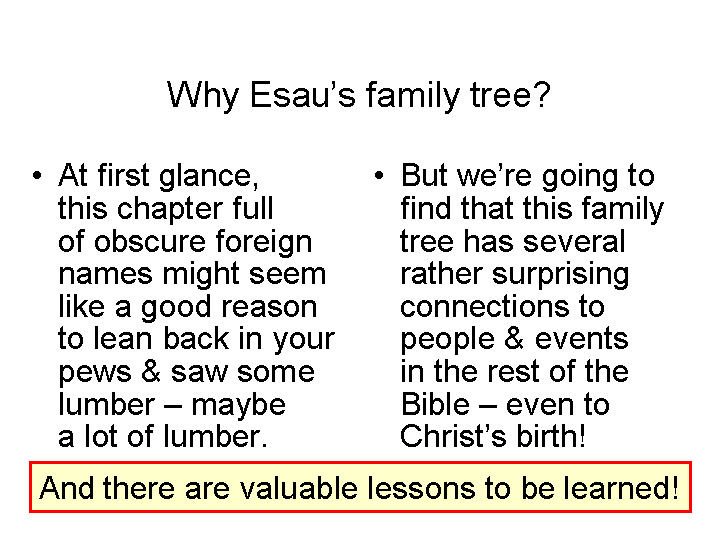 Why Esau’s family tree?
• At first glance,
this chapter full
of obscure foreign
names might seem
like a good reason
to lean back in your
pews & saw some
lumber – maybe
a lot of lumber.
• But we’re going to
find that this family
tree has several
rather surprising
connections to
people & events
in the rest of the
Bible – even to
Christ’s birth!
And there are valuable lessons to be learned!